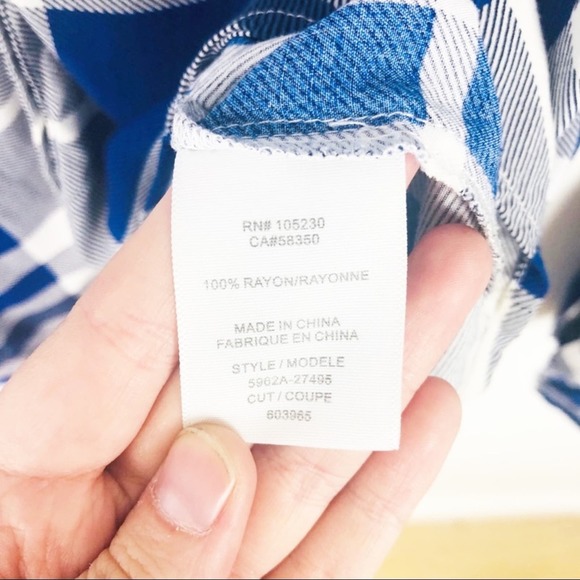 RN# 105230
CA#58350
100% RAYON/RAYONNE
MADE IN CHINA
FABRIQUE EN CHINA
STYLE / MODELE
5962A-27495
CUT / COUPE
603965